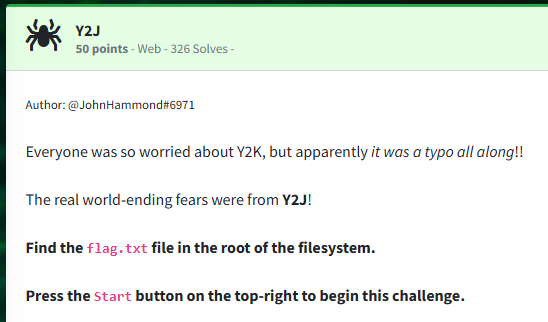 Y2J
50 points - Web - 326 Solves -
Author: @JohnHammond#6971
Everyone was so worried about Y2K, but apparently it was a typo all along!!
The real world-ending fears were from Y2J!
Find the flag.txt file in the root of the filesystem.
Press the Start button on the top-right to begin this challenge.